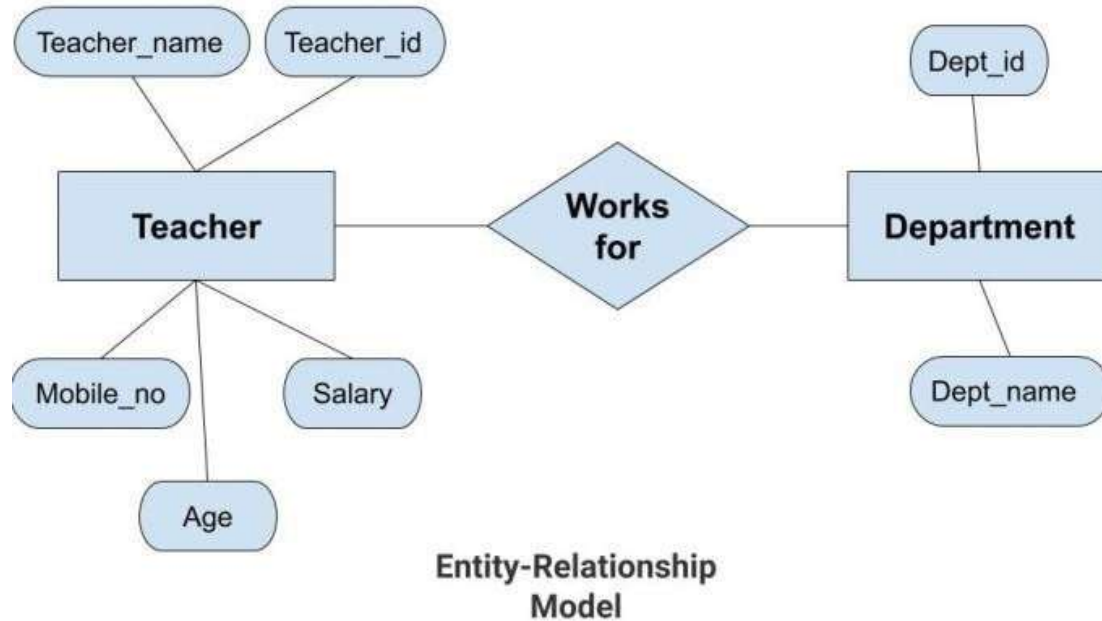 Teacher_name
Teacher_id
Dept_id
Teacher
Works
for
Department
Mobile_no
Salary
Dept_name
Age
Entity-Relationship
Model